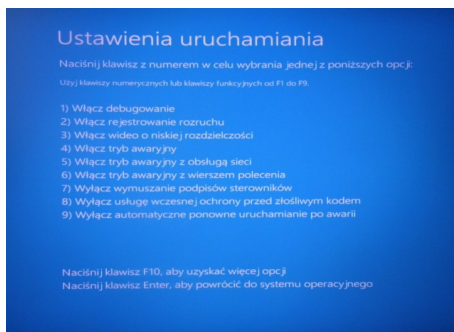 Ustawienia uruchamiania
Naciśnij klawisz z numerem w celu wybrania jednej z poniższych opcji:
Użyj klawiszy numerycznych lub klawiszy funkcyjnych od F1 do F9.
1) Włącz debugowanie
2) Włącz rejestrowanie rozruchu
3) Włącz wideo o niskiej rozdzielczości
4) Włącz tryb awaryjny
5) Włącz tryb awaryjny z obsługą sieci
6) Włącz tryb awaryjny z wierszem polecenia
7) Wyłącz wymuszanie podpisów sterowników
8) Wyłącz usługę wczesnej ochrony przed złośliwym kodem
9) Wyłącz automatyczne ponowne uruchamianie po awarii
Naciśnij klawisz F10, aby uzyskać więcej opcji
Naciśnij klawisz Enter, aby powrócić do systemu operacyjnego